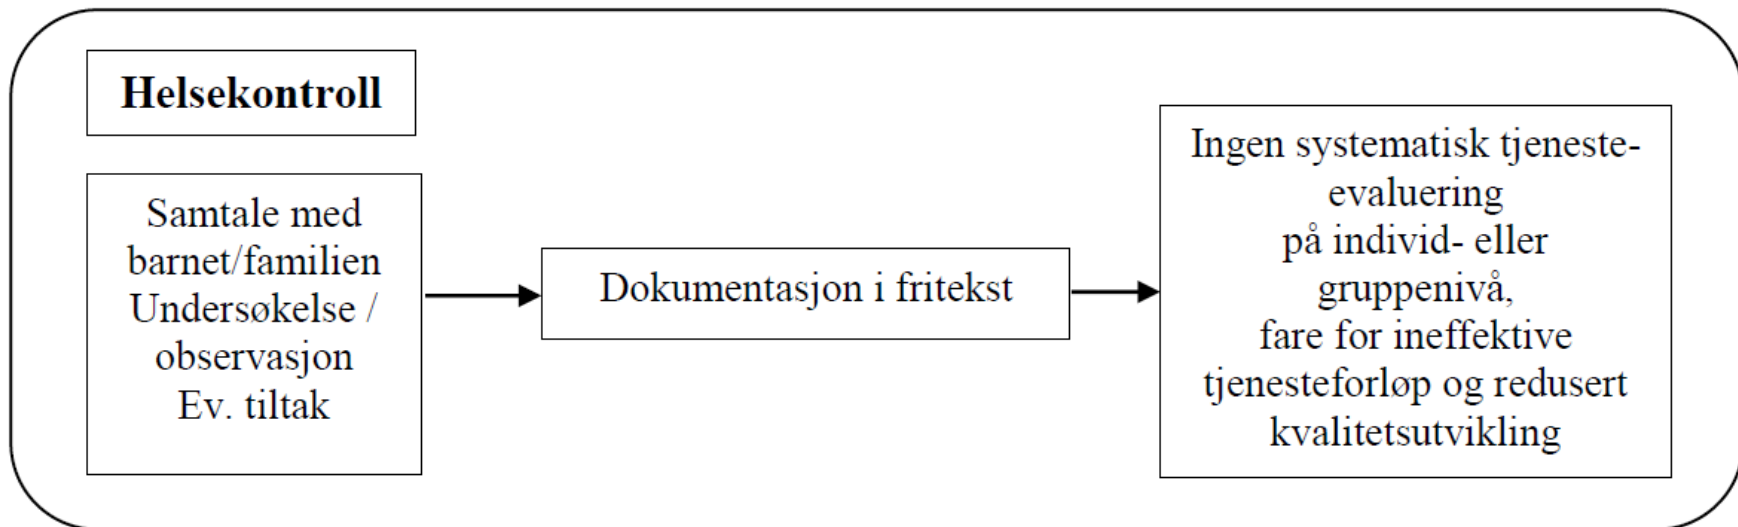 Helsekontroll
Samtale med
barnet/familien
Undersøkelse /
observasjon
Ev. tiltak
Dokumentasjon i fritekst
Ingen systematisk tjeneste-
evaluering
på individ- eller
gruppenivå,
fare for ineffektive
tjenesteforløp og redusert
kvalitetsutvikling